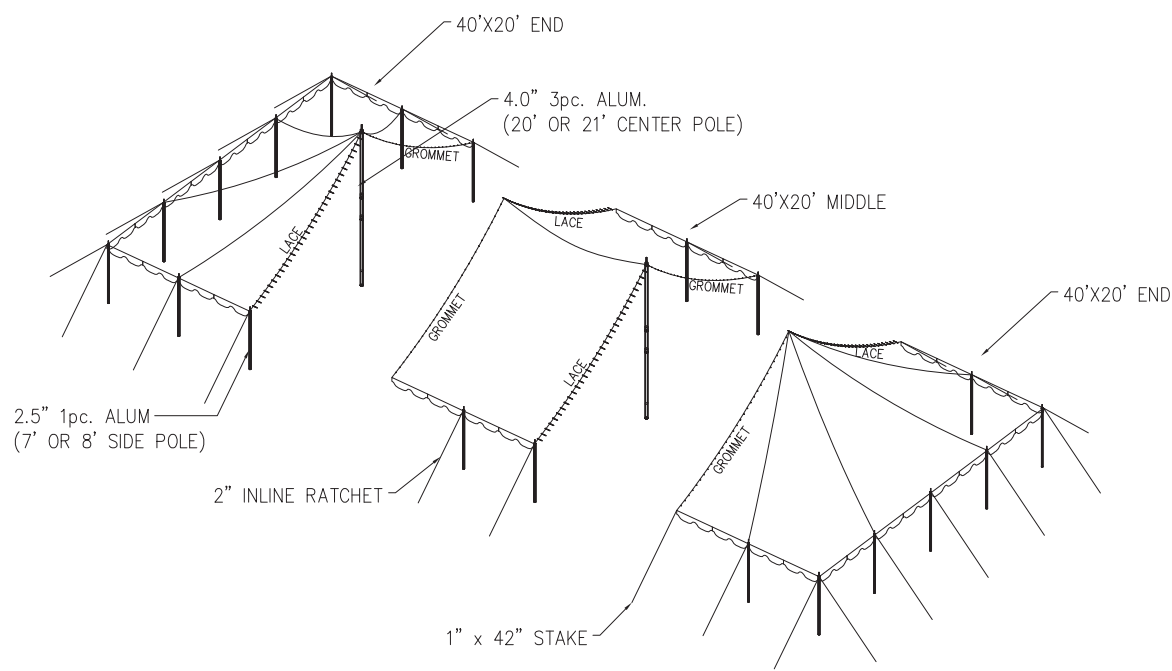 40'X20' END
4.0" 3pc. ALUM.
(20' OR 21' CENTER POLE)
GROMMET
LACE
40'X20' MIDDLE
LACE
GROMMET
GROMMET
LACE
40'X20' END
LACE
GROMMET
2.5" 1pc. ALUM
(7' OR 8' SIDE POLE)
2" INLINE RATCHET
1" x 42" STAKE